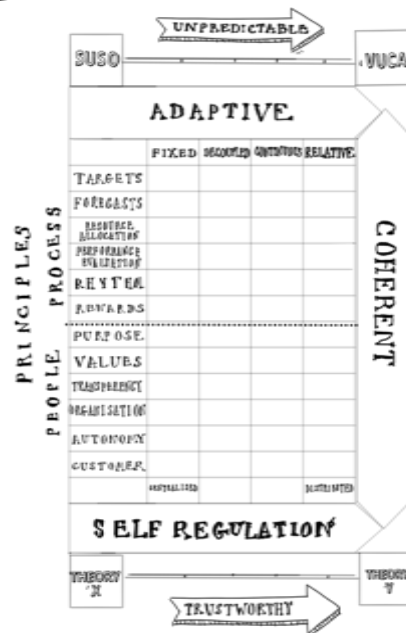 UNPREDICTABLE
SUSO
VUCA
ADAPTIVE
FIXED DECOUPLED CONTINUOUS RELATIVE
TARGETS
FORECASTS
RESOURCE
ALLOCATION
PERFORMANCE
EVALUATION
RHYTHM
REWARDS
PURPOSE
VALUES
TRANSPARENCY
ORGANISATION
AUTONOMY
CUSTOMER
CENTRALISED DISTRIBUTED
PRINCIPLES
PROCESS
PEOPLE
COHERENT
SELF REGULATION
THEORY
'X
THEORY
Y
TRUSTWORTHY